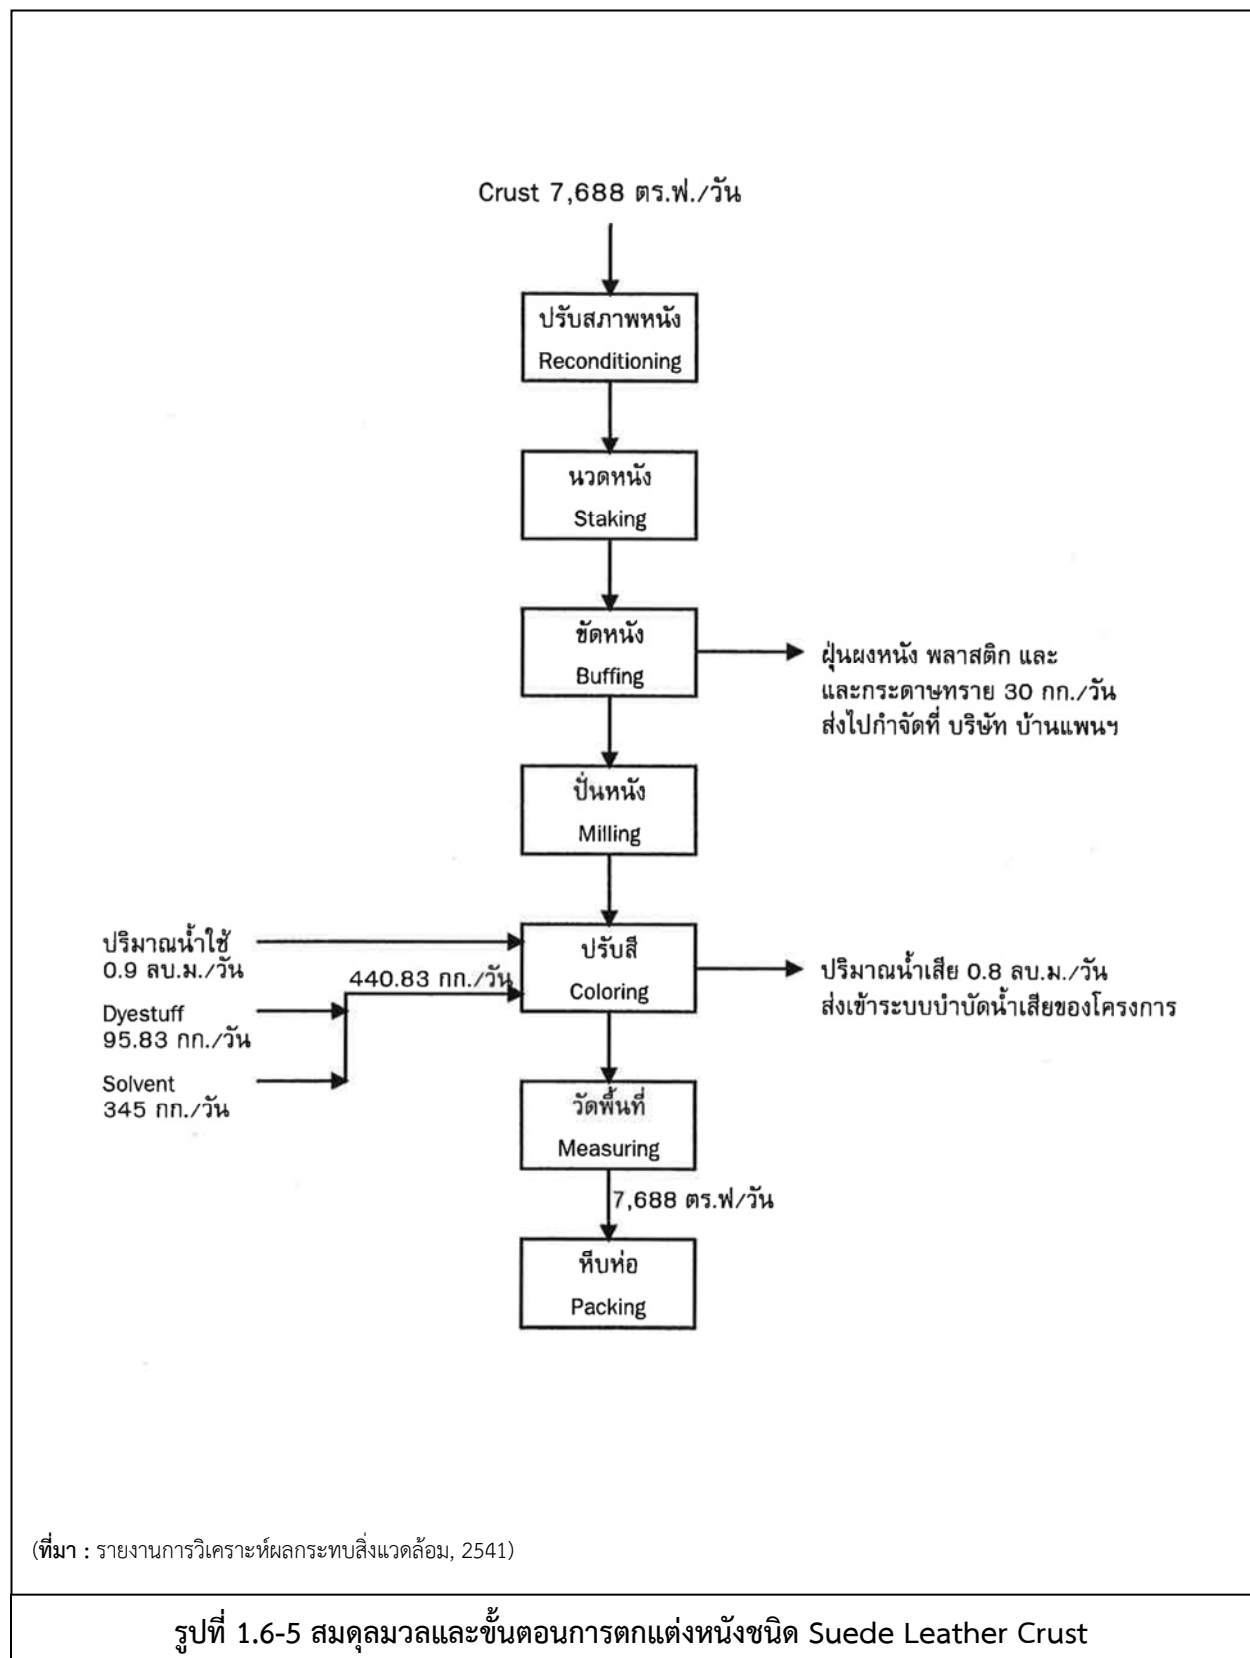 Crust 7,688 ตร.ฟ./วัน
ปรับสภาพหนัง
Reconditioning
นวดหนัง
Staking
ขัดหนัง
Buffing
ฝุ่นผงหนัง พลาสติก และ
และกระดาษทราย 30 กก./วัน
ส่งไปกำจัดที่ บริษัท บ้านแพนฯ
ปั่นหนัง
Milling
ปริมาณน้ำใช้
0.9 ลบ.ม./วัน
440.83 กก./วัน
Dyestuff
95.83 กก./วัน
Solvent
345 กก./วัน
ปรับสี
Coloring
ปริมาณน้ำเสีย 0.8 ลบ.ม./วัน
ส่งเข้าระบบบำบัดน้ำเสียของโครงการ
วัดพื้นที่
Measuring
7,688 ตร.ฟ/วัน
หีบห่อ
Packing
(ที่มา : รายงานการวิเคราะห์ผลกระทบสิ่งแวดล้อม, 2541)
รูปที่ 1.6-5 สมดุลมวลและขั้นตอนการตกแต่งหนังชนิด Suede Leather Crust